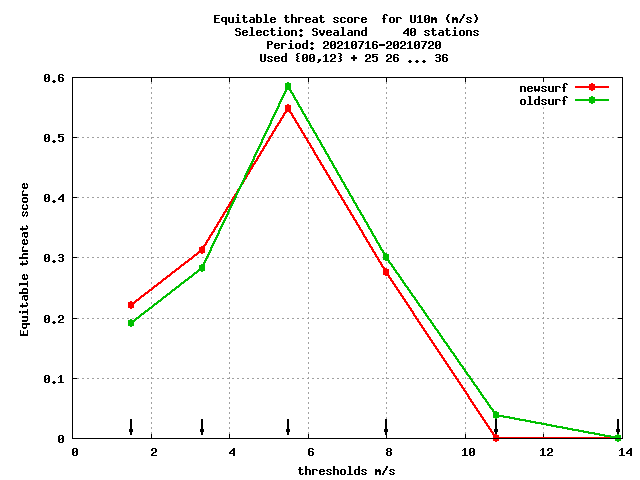 Equitable threat score  for U10m (m/s)
Selection: Svealand     40 stations
Period: 20210716-20210720
Used {00,12} + 25 26 ... 36
newsurf
oldsurf
Equitable threat score
0.6
0.5
0.4
0.3
0.2
0.1
0
0 2 4 6 8 10 12 14
thresholds m/s